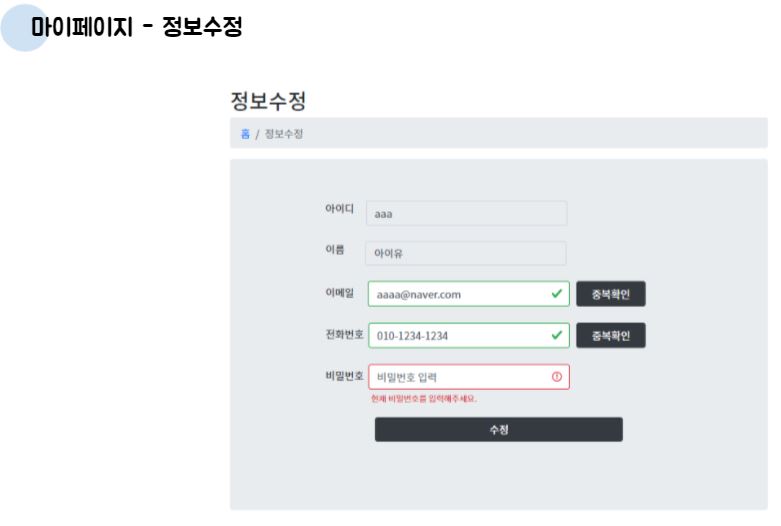 마이페이지 - 정보수정
정보수정
홈 / 정보수정
아이디 aaa
이름 아이유
이메일 aaaa@naver.com 중복확인
전화번호 010-1234-1234 중복확인
비밀번호 비밀번호 입력
현재 비밀번호를 입력해주세요.
수정